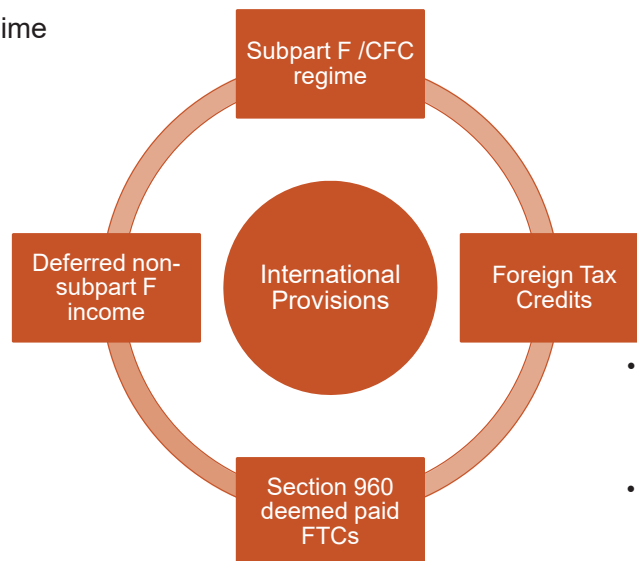 ime
Subpart F /CFC
regime
Deferred non-
subpart F
income
International
Provisions
Foreign Tax
Credits
•
•
Section 960
deemed paid
FTCs